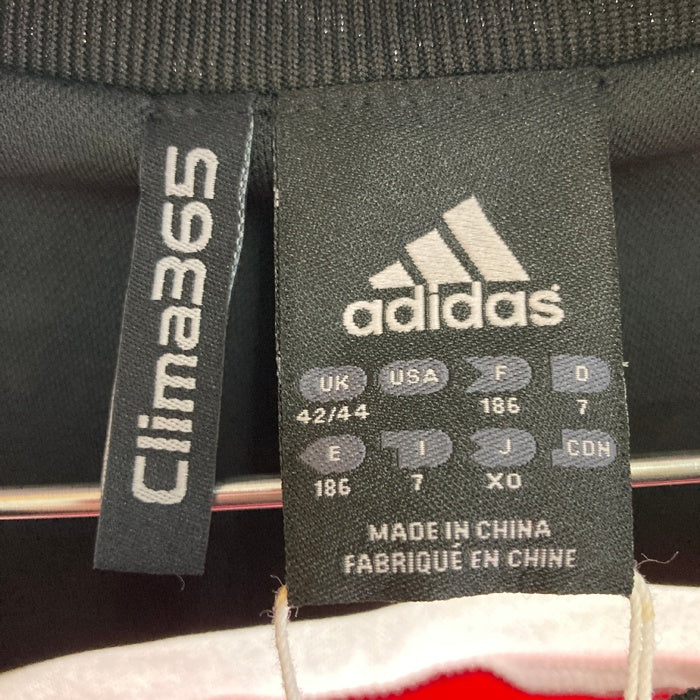 Clima365
adidas
UK USA F D
42/44 186 7
E I J CDN
186 7 XO
MADE IN CHINA
FABRIQUÉ EN CHINE